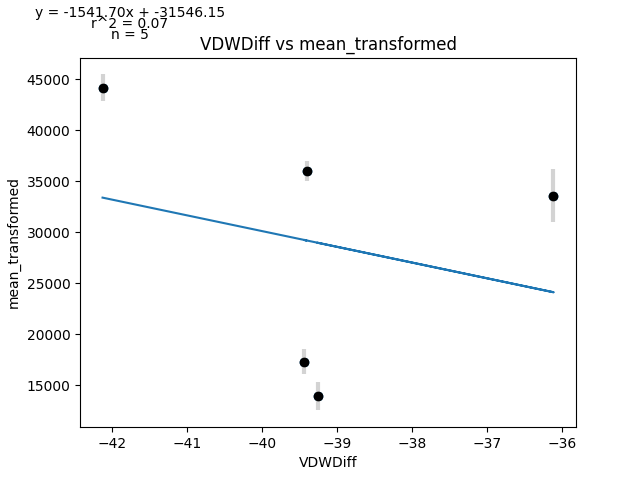 y = -1541.70x + -31546.15
r^2 = 0.07
n = 5
VDWDiff vs mean_transformed
45000
40000
35000
30000
25000
20000
15000
mean_transformed
−42
−41
−40
−39
−38
−37
−36
VDWDiff